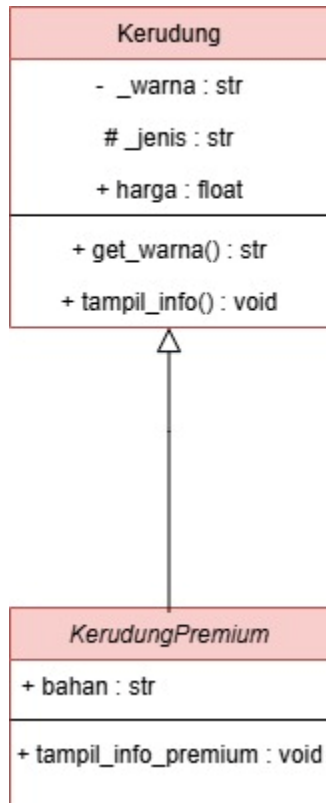 Kerudung
- _warna : str
# _jenis : str
+ harga : float
+ get_warna() : str
+ tampil_info() : void
KerudungPremium
+ bahan : str
+ tampil_info_premium : void